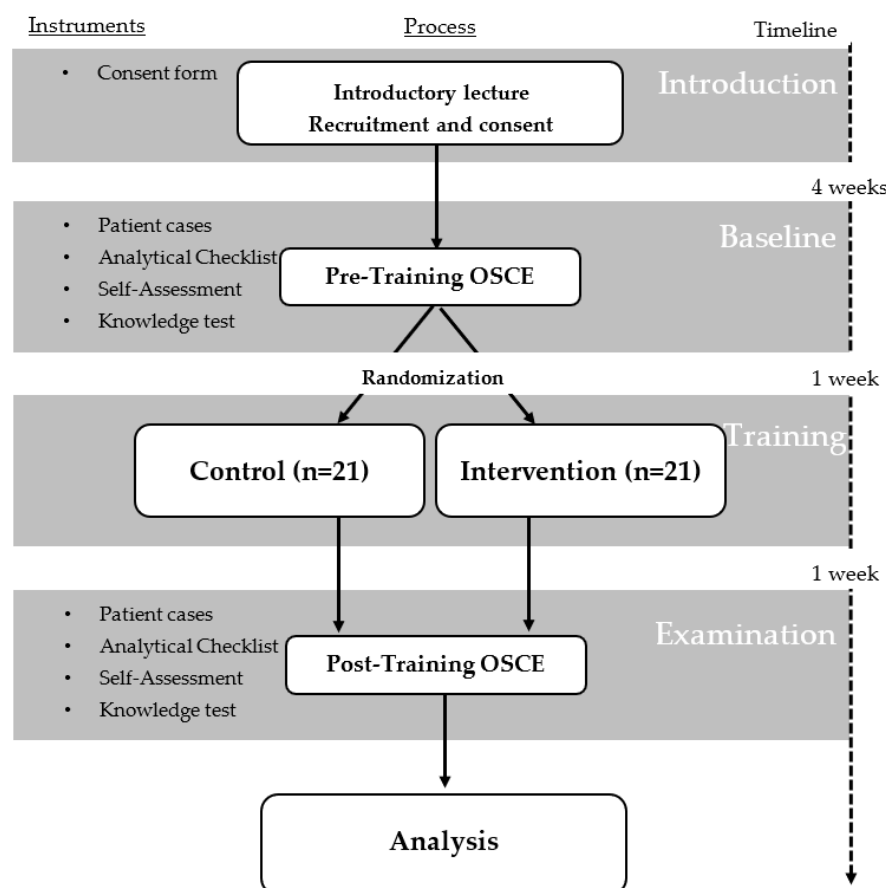 Instruments
Process
Timeline
• Consent form
Introductory lecture
Recruitment and consent
Introduction
4 weeks
• Patient cases
• Analytical Checklist
• Self-Assessment
• Knowledge test
Pre-Training OSCE
Baseline
Randomization
1 week
Control (n=21)
Intervention (n=21)
Training
1 week
• Patient cases
• Analytical Checklist
• Self-Assessment
• Knowledge test
Post-Training OSCE
Examination
Analysis